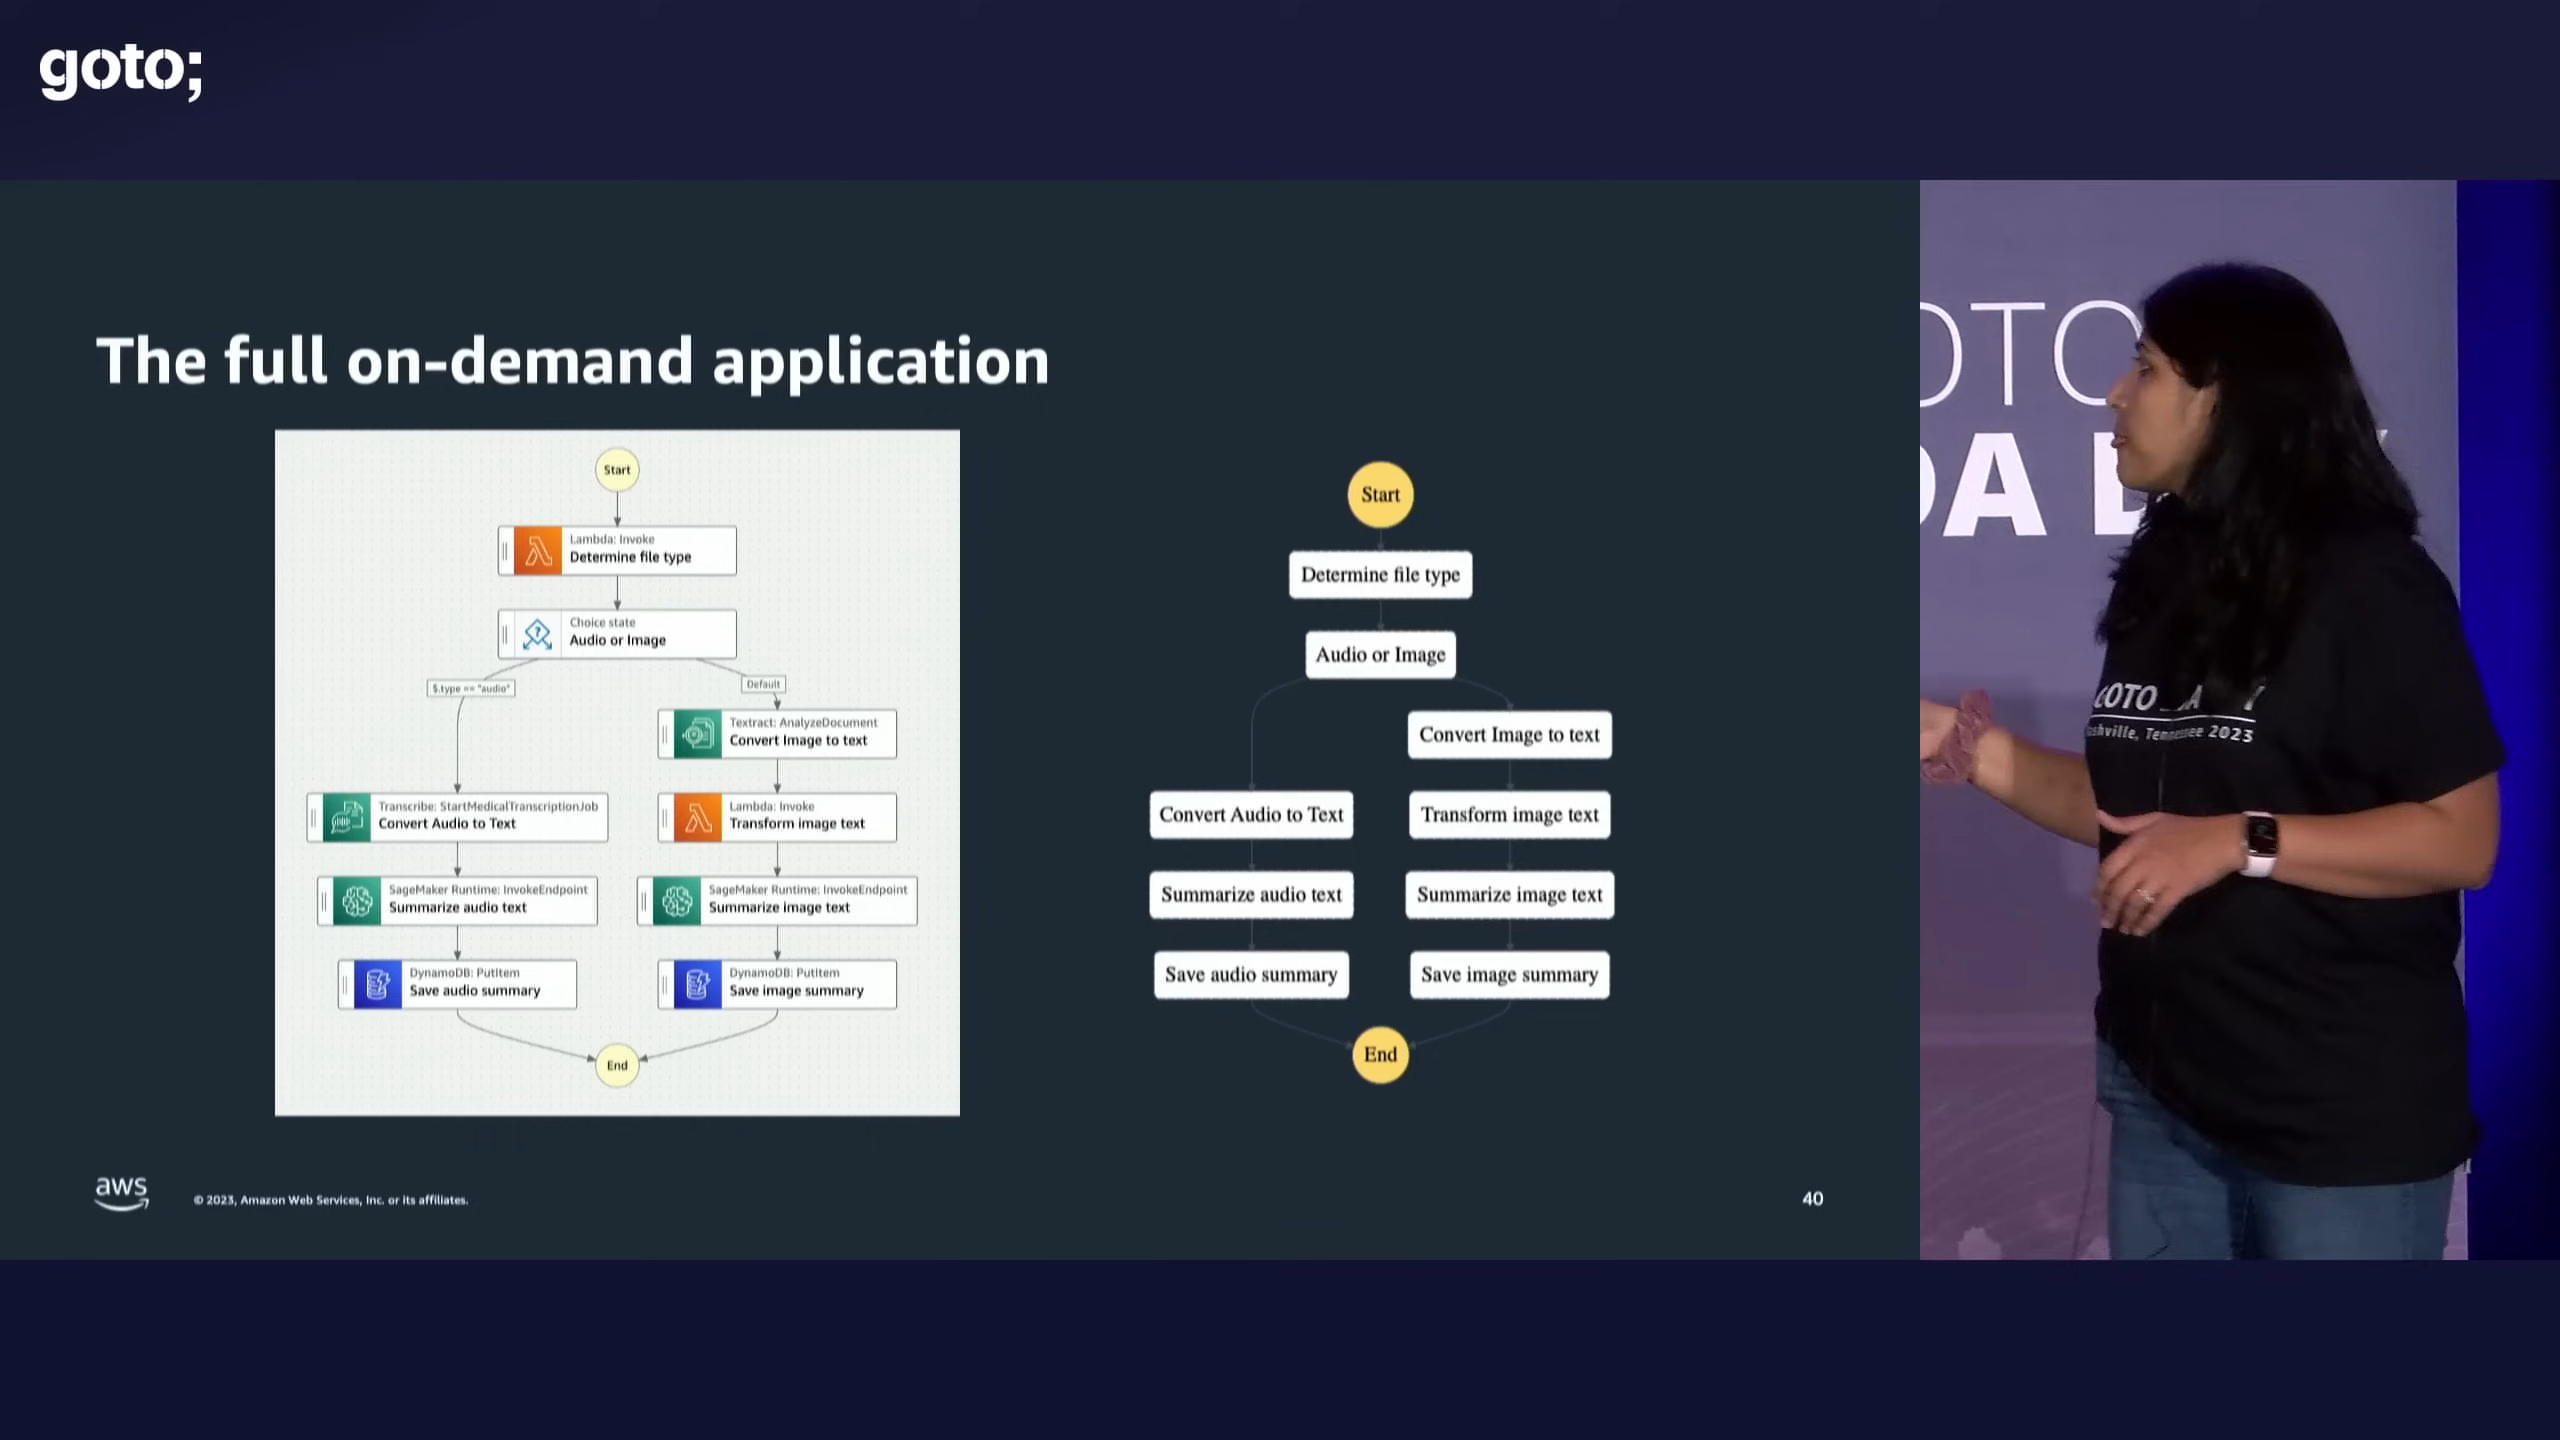 goto;
The full on-demand application
Start
Lambda: Invoke
Determine file type
Choice state
Audio or Image
$.type == "audio"
Default
Textract: AnalyzeDocument
Convert Image to text
Transcribe: StartMedicalTranscriptionJob
Convert Audio to Text
Lambda: Invoke
Transform image text
SageMaker Runtime: InvokeEndpoint
Summarize audio text
SageMaker Runtime: InvokeEndpoint
Summarize image text
DynamoDB: PutItem
Save audio summary
DynamoDB: PutItem
Save image summary
End
Start
Determine file type
Audio or Image
Convert Image to text
Convert Audio to Text
Transform image text
Summarize audio text
Summarize image text
Save audio summary
Save image summary
End
aws
© 2023, Amazon Web Services, Inc. or its affiliates.
40
OTO
DA D
GOTO
Tennessee 2023